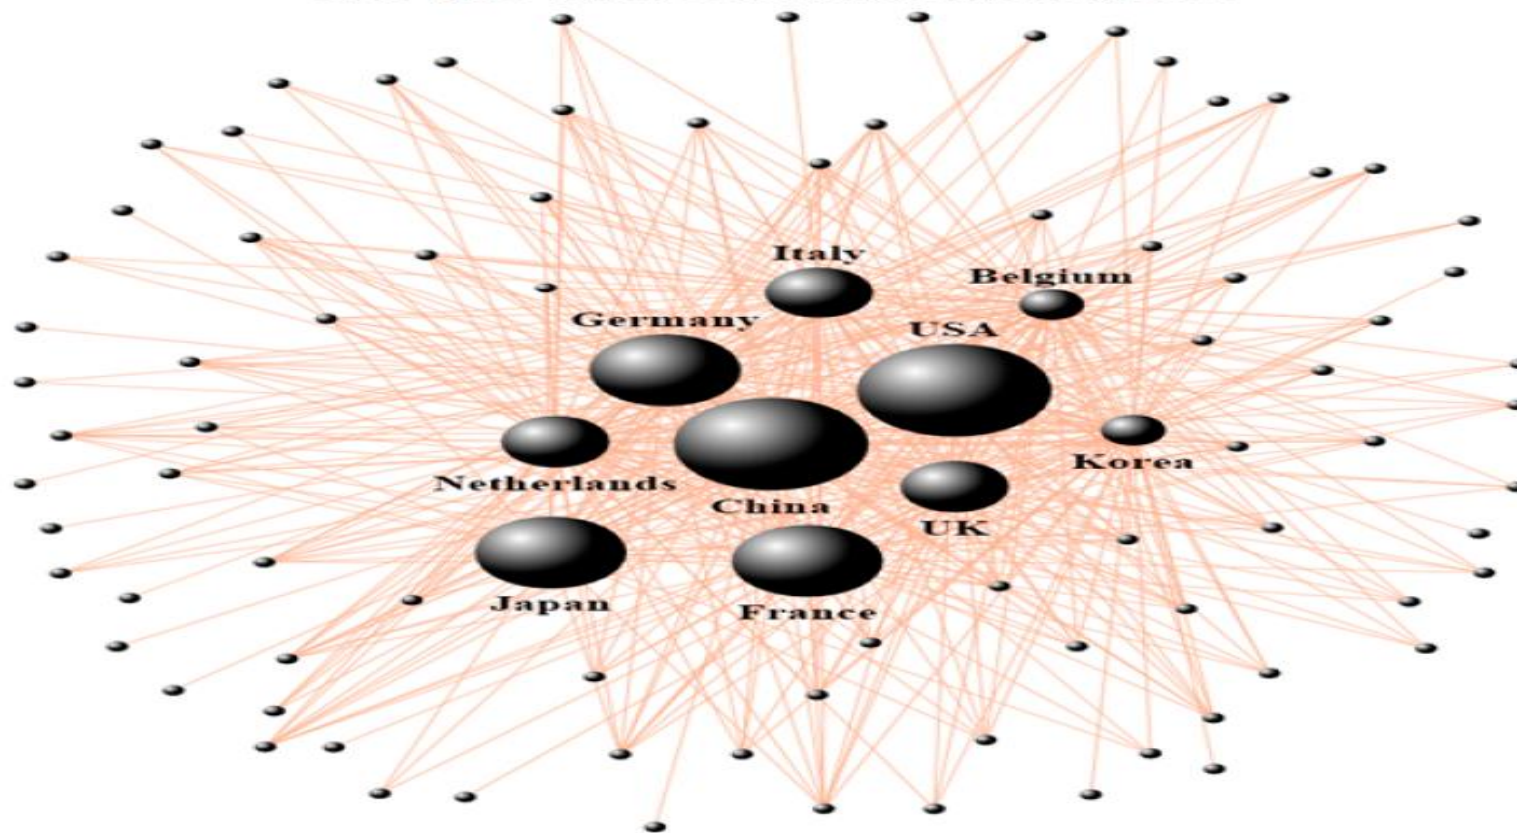 Italy
Belgium
Germany
USA
Netherlands
Korea
China
UK
Japan
France